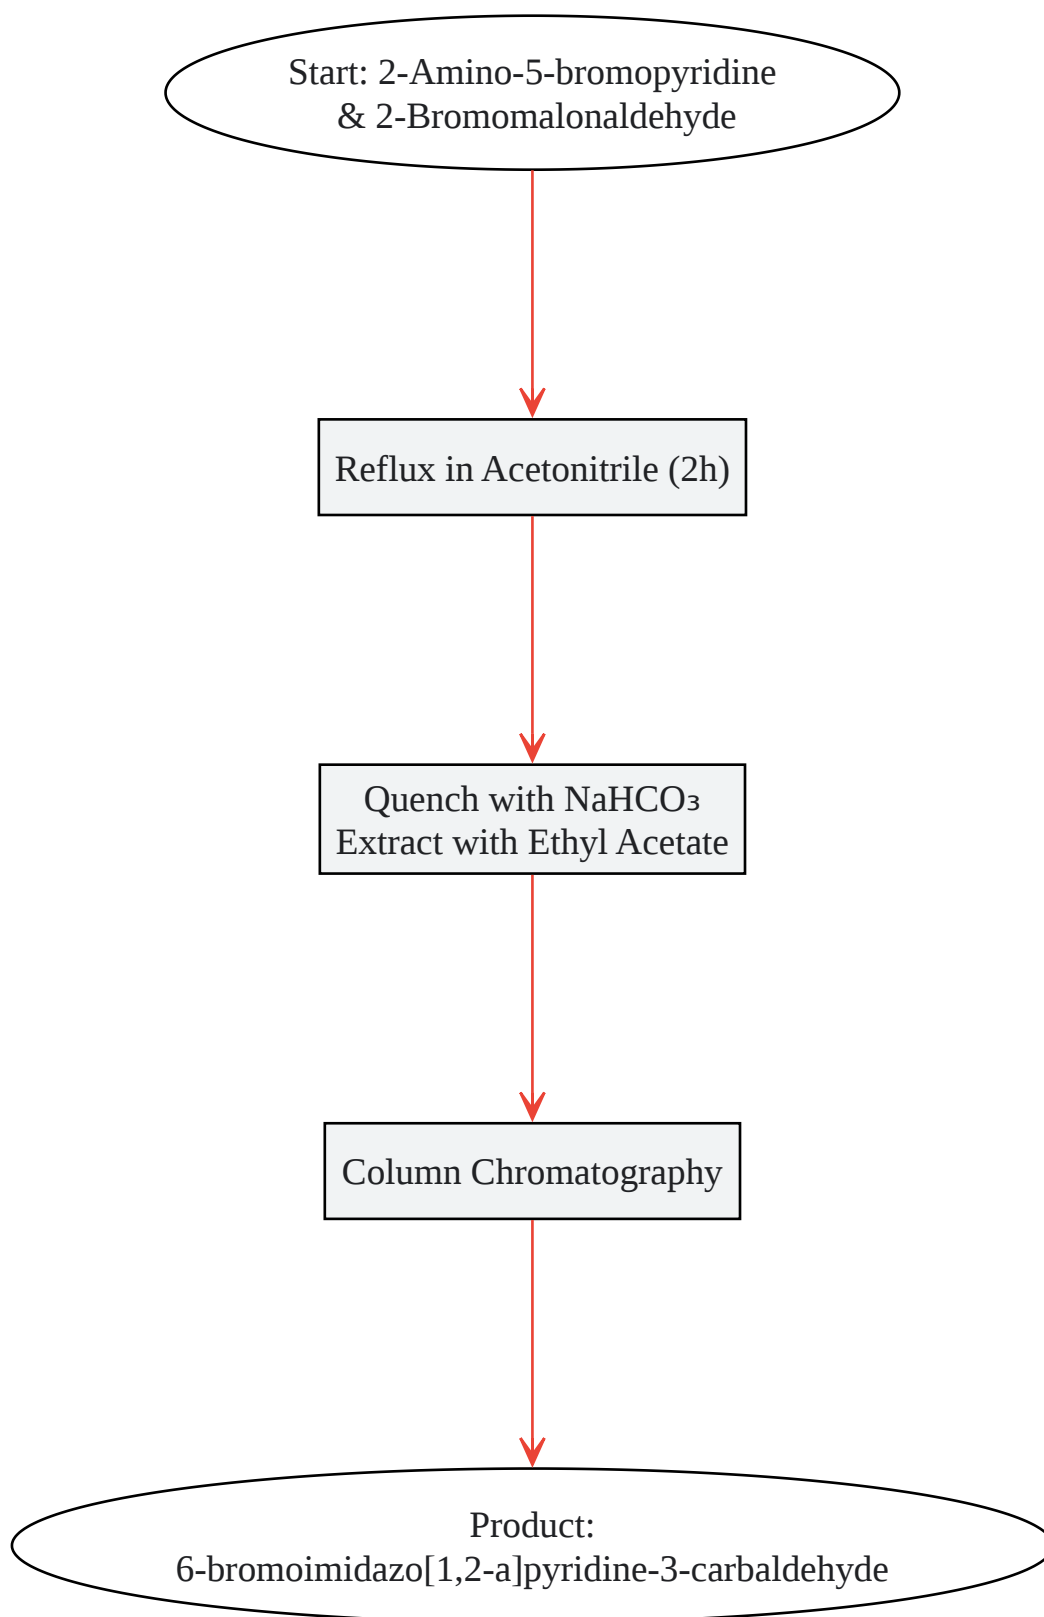 Start: 2-Amino-5-bromopyridine
& 2-Bromomalonaldehyde
Reflux in Acetonitrile (2h)
Quench with NaHCO₃
Extract with Ethyl Acetate
Column Chromatography
Product:
6-bromoimidazo[1,2-a]pyridine-3-carbaldehyde